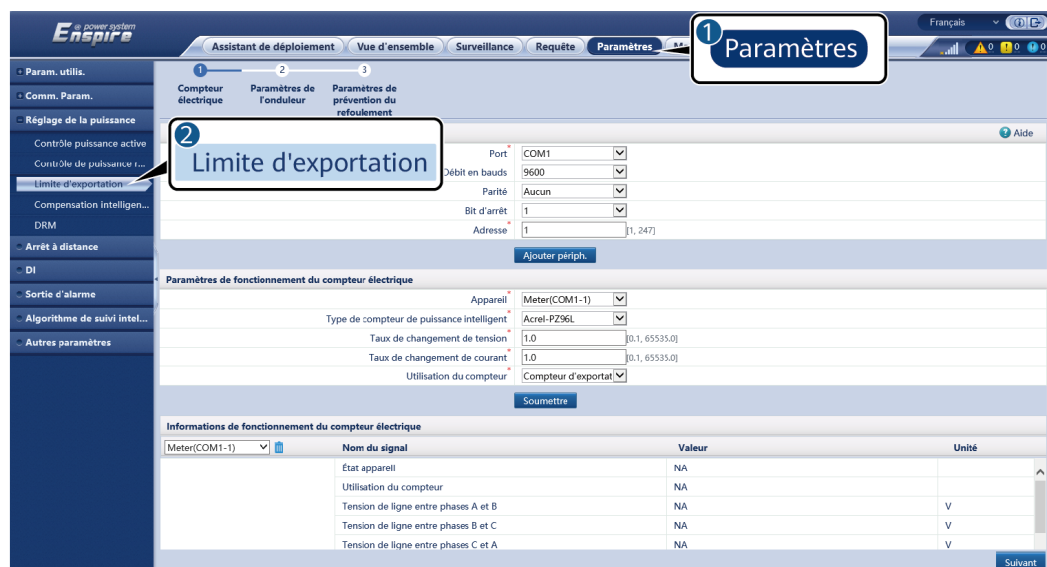 e power system
Enspire
Français
Assistant de déploiement
Vue d'ensemble
Surveillance
Requête
Paramètres
1
Paramètres
0
0
0
Param. utilis.
Comm. Param.
Réglage de la puissance
Contrôle puissance active
Contrôle de puissance r...
Limite d'exportation
Compensation intelligen...
DRM
Arrêt à distance
DI
Sortie d'alarme
Algorithme de suivi intel...
Autres paramètres
1 2 3
Compteur électrique
Paramètres de l'onduleur
Paramètres de prévention du refoulement
2
Limite d'exportation
Aide
Port * COM1
Débit en bauds 9600
Parité Aucun
Bit d'arrêt 1
Adresse * 1 [1, 247]
Ajouter périph.
Paramètres de fonctionnement du compteur électrique
Appareil * Meter(COM1-1)
Type de compteur de puissance intelligent * Acrel-PZ96L
Taux de changement de tension * 1.0 [0.1, 65535.0]
Taux de changement de courant * 1.0 [0.1, 65535.0]
Utilisation du compteur * Compteur d'exportat
Soumettre
Informations de fonctionnement du compteur électrique
Meter(COM1-1) Nom du signal Valeur Unité
État appareil NA
Utilisation du compteur NA
Tension de ligne entre phases A et B NA V
Tension de ligne entre phases B et C NA V
Tension de ligne entre phases C et A NA V
Suivant